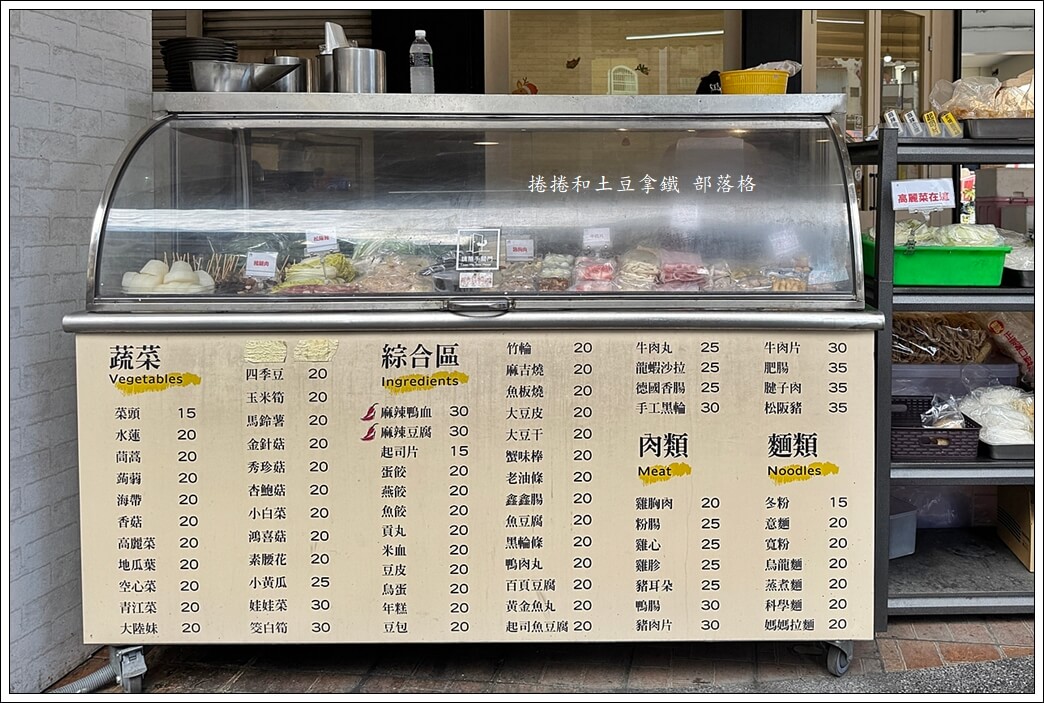 捲捲和土豆拿鐵 部落格
高麗菜在這
蔬菜
Vegetables
菜頭 15
水蓮 20
茼蒿 20
蒟蒻 20
海帶 20
香菇 20
高麗菜 20
地瓜葉 20
空心菜 20
青江菜 20
大陸妹 20
四季豆 20
玉米筍 20
馬鈴薯 20
金針菇 20
秀珍菇 20
杏鮑菇 20
小白菜 20
鴻喜菇 20
素腰花 20
小黃瓜 25
娃娃菜 30
筊白筍 30
綜合區
Ingredients
麻辣鴨血 30
麻辣豆腐 30
起司片 15
蛋餃 20
燕餃 20
魚餃 20
貢丸 20
米血 20
豆皮 20
鳥蛋 20
年糕 20
豆包 20
竹輪 20
麻吉燒 20
魚板燒 20
大豆皮 20
大豆干 20
蟹味棒 20
老油條 20
鑫鑫腸 20
魚豆腐 20
黑輪條 20
鴨肉丸 20
百頁豆腐 20
黃金魚丸 20
起司魚豆腐 20
牛肉丸 25
龍蝦沙拉 25
德國香腸 25
手工黑輪 30
肉類
Meat
雞胸肉 20
粉腸 25
雞心 25
雞胗 25
豬耳朵 25
鴨腸 30
豬肉片 30
牛肉片 30
肥腸 35
腱子肉 35
松阪豬 35
麵類
Noodles
冬粉 15
意麵 20
寬粉 20
烏龍麵 20
蒸煮麵 20
科學麵 20
媽媽拉麵 20